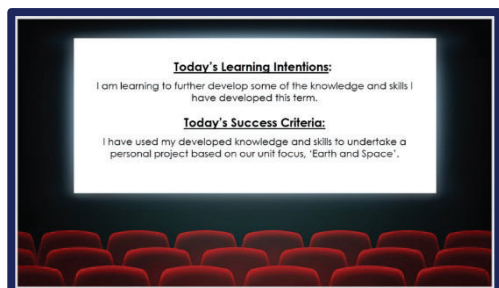 Today's Learning Intentions:
I am learning to further develop some of the knowledge and skills I
have developed this term.
Today's Success Criteria:
I have used my developed knowledge and skills to undertake a
personal project based on our unit focus, 'Earth and Space'.